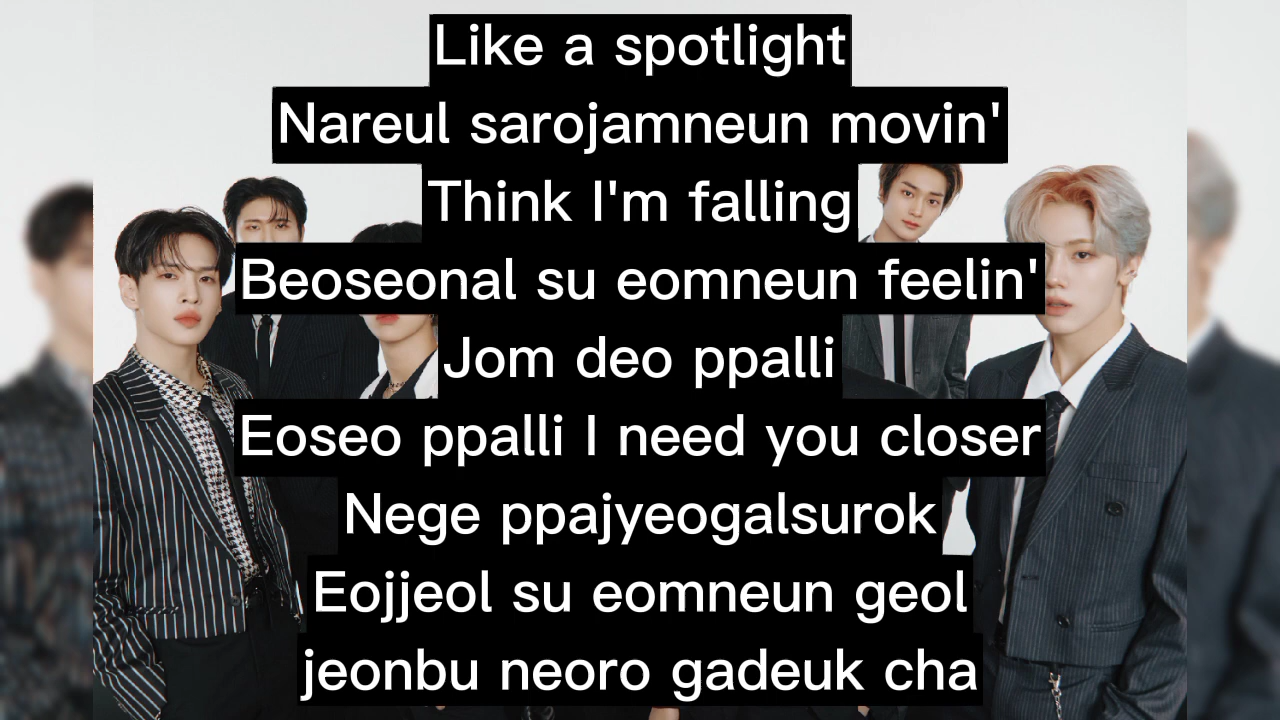 Like a spotlight
Nareul sarojamneun movin'
Think I'm falling
Beoseonal su eomneun feelin'
Jom deo ppalli
Eoseo ppalli I need you closer
Nege ppajyeogalsurok
Eojjeol su eomneun geol
jeonbu neoro gadeuk cha